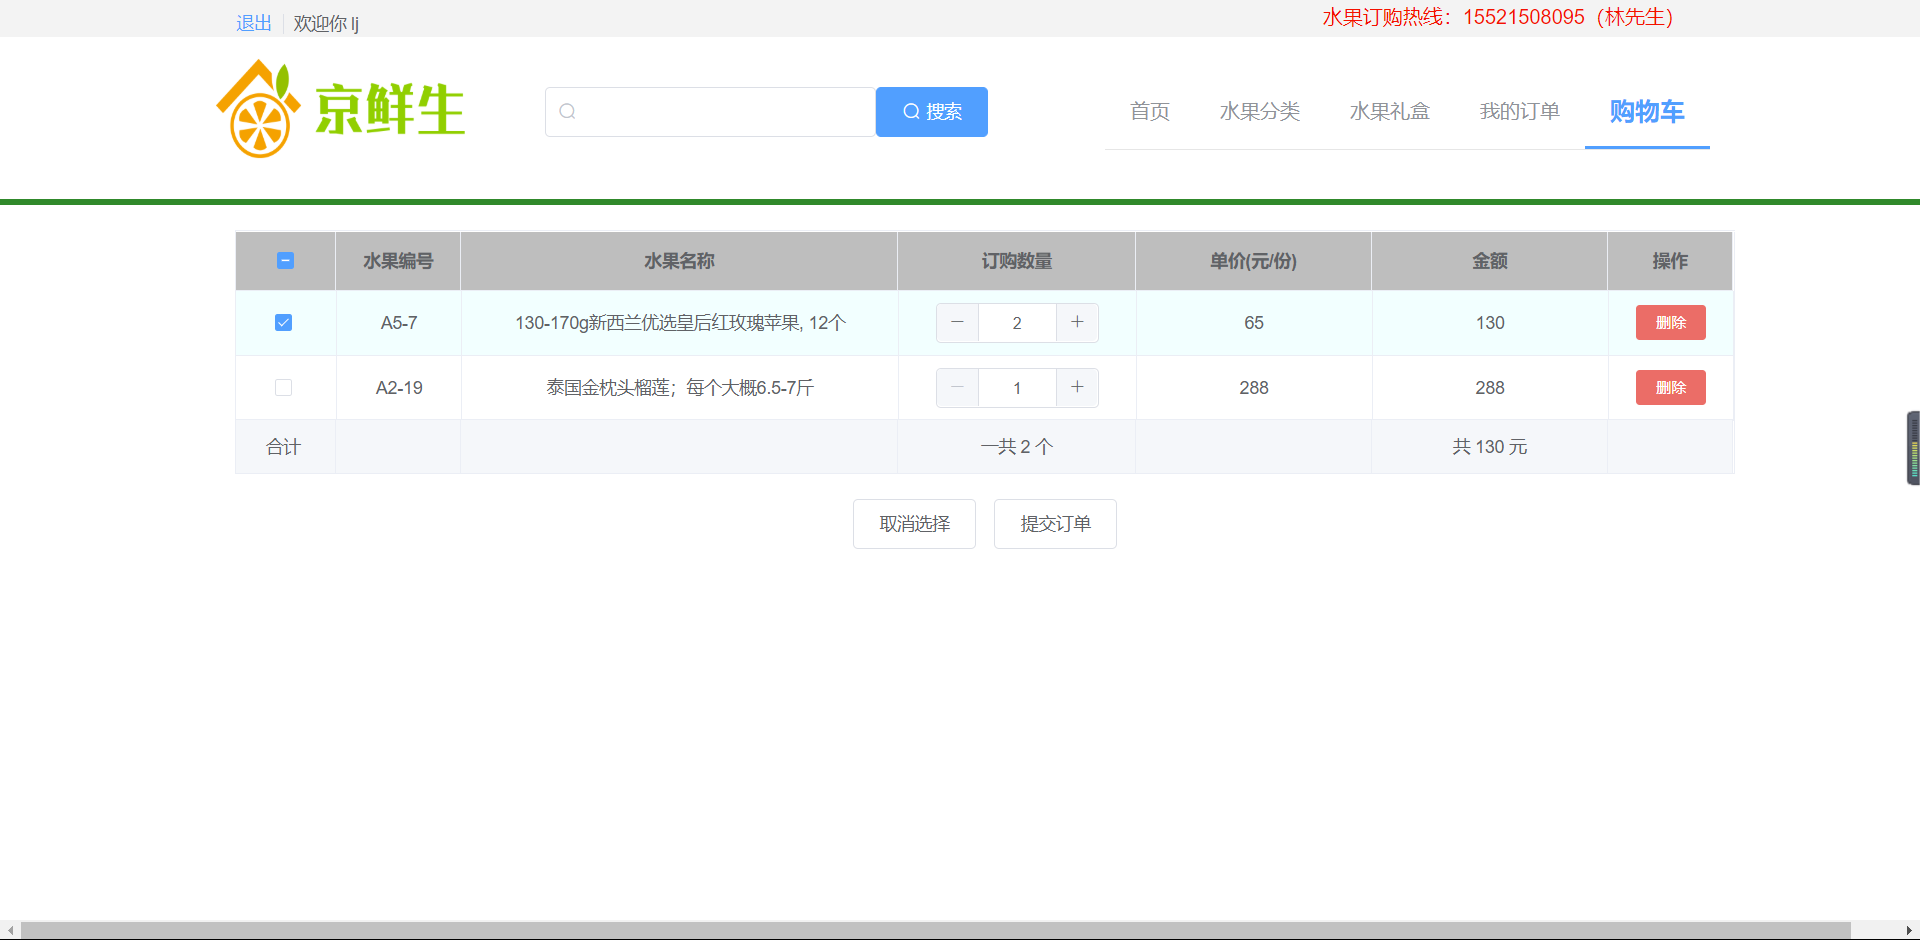 退出 欢迎你 lj 水果订购热线：15521508095（林先生）
京鲜生 搜索 首页 水果分类 水果礼盒 我的订单 购物车
水果编号 水果名称 订购数量 单价(元/份) 金额 操作
A5-7 130-170g新西兰优选皇后红玫瑰苹果, 12个 2 65 130 删除
A2-19 泰国金枕头榴莲；每个大概6.5-7斤 1 288 288 删除
合计 一共 2 个 共 130 元
取消选择 提交订单